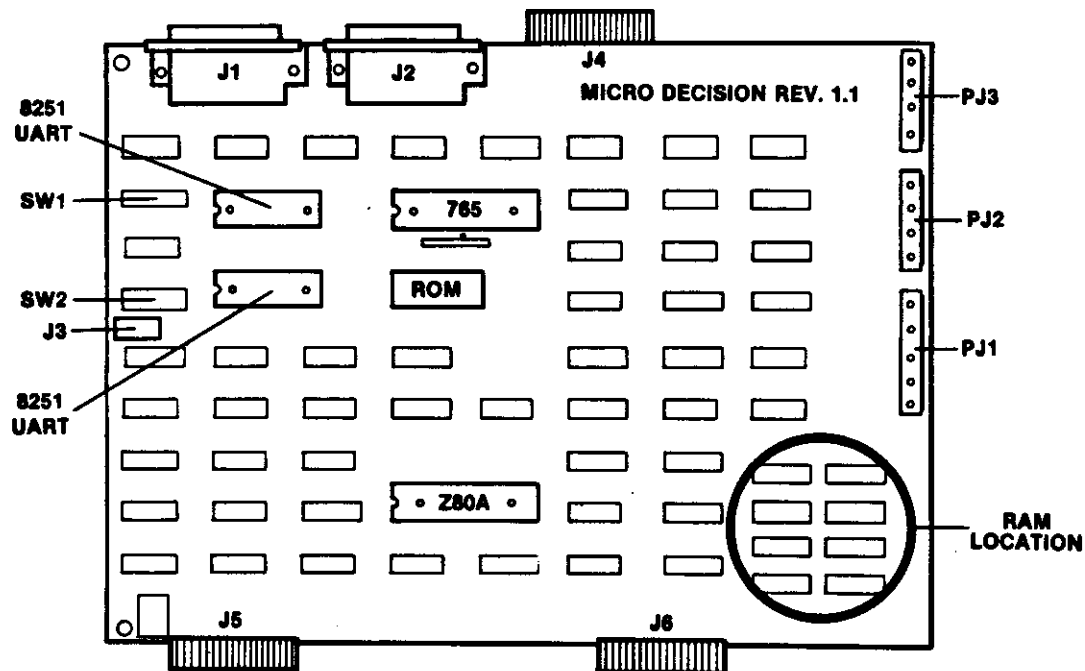 J1
J2
J4
MICRO DECISION REV. 1.1
PJ3
8251
UART
SW1
765
PJ2
SW2
ROM
J3
PJ1
8251
UART
Z80A
RAM
LOCATION
J5
J6